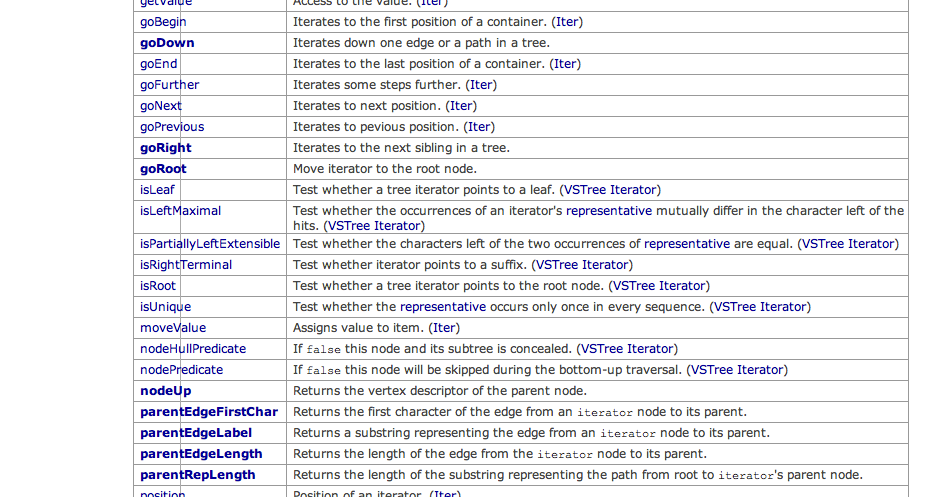 getValue Access to the value. (Iter)
goBegin Iterates to the first position of a container. (Iter)
goDown Iterates down one edge or a path in a tree.
goEnd Iterates to the last position of a container. (Iter)
goFurther Iterates some steps further. (Iter)
goNext Iterates to next position. (Iter)
goPrevious Iterates to pevious position. (Iter)
goRight Iterates to the next sibling in a tree.
goRoot Move iterator to the root node.
isLeaf Test whether a tree iterator points to a leaf. (VSTree Iterator)
isLeftMaximal Test whether the occurrences of an iterator's representative mutually differ in the character left of the
hits. (VSTree Iterator)
isPartiallyLeftExtensible Test whether the characters left of the two occurrences of representative are equal. (VSTree Iterator)
isRightTerminal Test whether iterator points to a suffix. (VSTree Iterator)
isRoot Test whether a tree iterator points to the root node. (VSTree Iterator)
isUnique Test whether the representative occurs only once in every sequence. (VSTree Iterator)
moveValue Assigns value to item. (Iter)
nodeHullPredicate If false this node and its subtree is concealed. (VSTree Iterator)
nodePredicate If false this node will be skipped during the bottom-up traversal. (VSTree Iterator)
nodeUp Returns the vertex descriptor of the parent node.
parentEdgeFirstChar Returns the first character of the edge from an iterator node to its parent.
parentEdgeLabel Returns a substring representing the edge from an iterator node to its parent.
parentEdgeLength Returns the length of the edge from the iterator node to its parent.
parentRepLength Returns the length of the substring representing the path from root to iterator's parent node.
position Position of an iterator. (Iter)